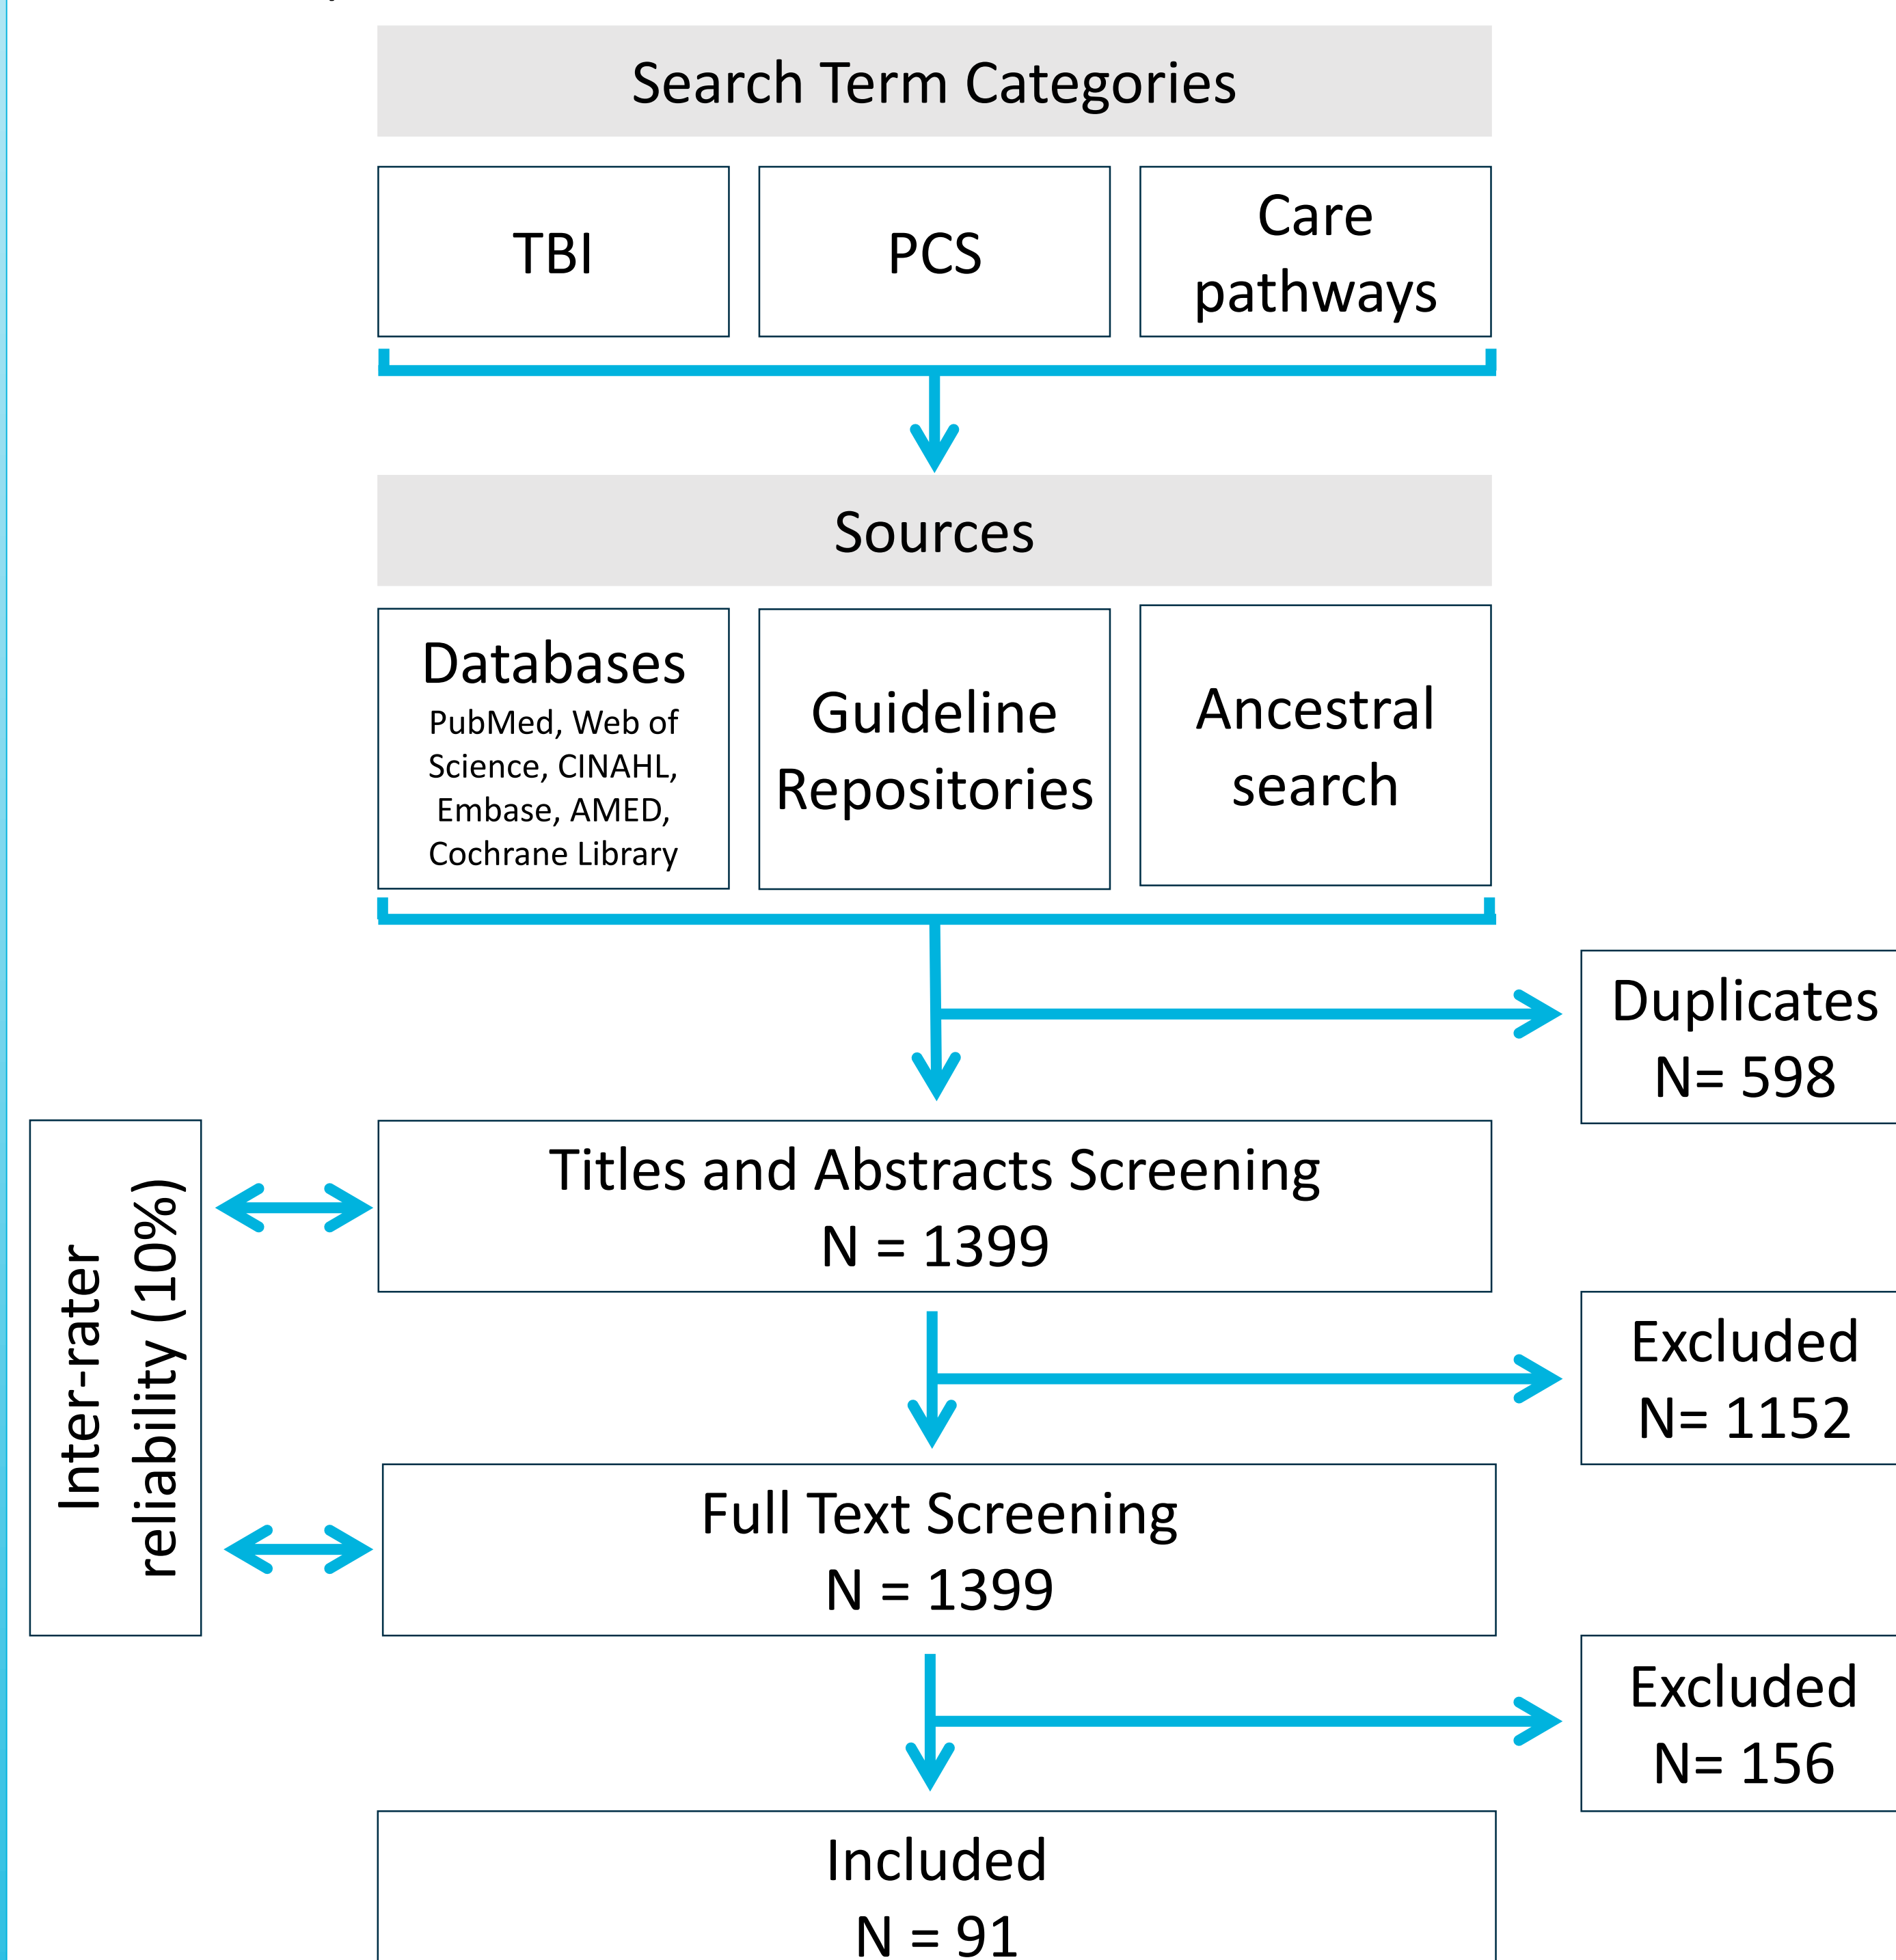 Search Term Categories
TBI
PCS
Care
pathways
Sources
Databases
PubMed, Web of
Science, CINAHL,
Embase, AMED,
Cochrane Library
Guideline
Repositories
Ancestral
search
Duplicates
N= 598
Inter-rater
reliability (10%)
Titles and Abstracts Screening
N = 1399
Excluded
N= 1152
Full Text Screening
N = 1399
Excluded
N= 156
Included
N = 91